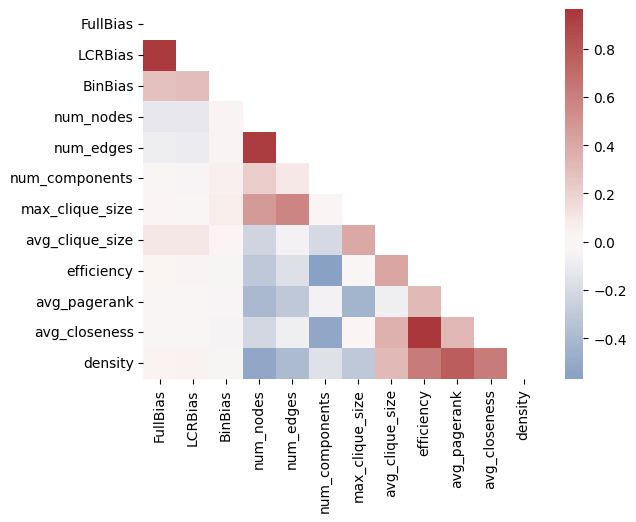 FullBias
LCRBias
BinBias
num_nodes
num_edges
num_components
max_clique_size
avg_clique_size
efficiency
avg_pagerank
avg_closeness
density
FullBias
LCRBias
BinBias
num_nodes
num_edges
num_components
max_clique_size
avg_clique_size
efficiency
avg_pagerank
avg_closeness
density
0.8
0.6
0.4
0.2
0.0
−0.2
−0.4